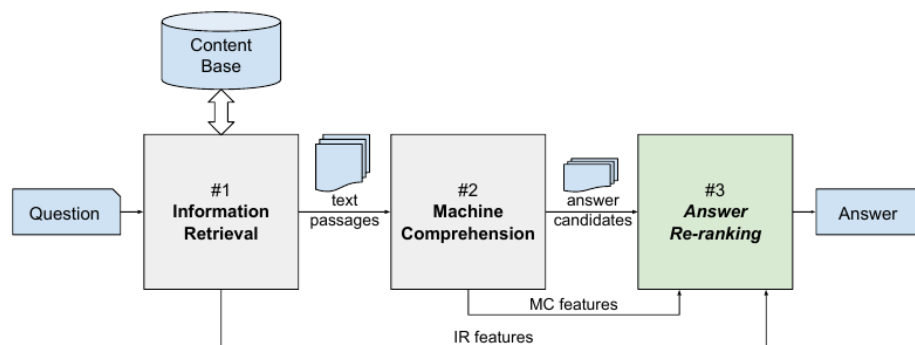 Content
Base
#1
Information
Retrieval
text
passages
#2
Machine
Comprehension
answer
candidates
#3
Answer
Re-ranking
Question
Answer
MC features
IR features